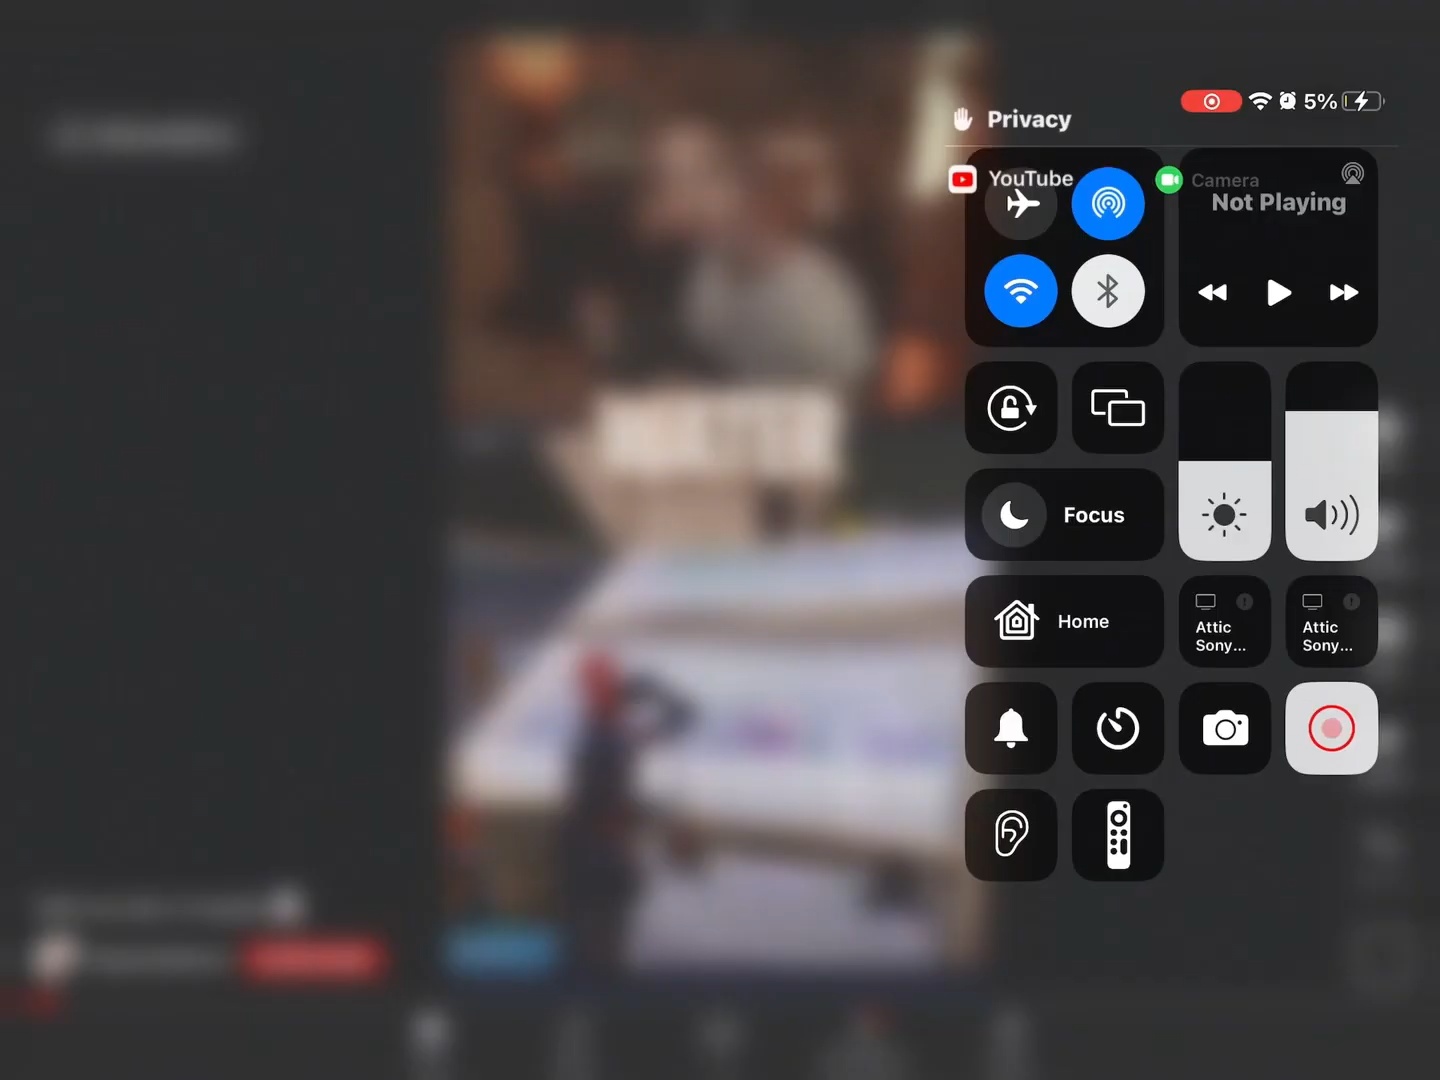 5%
Privacy
YouTube
Camera
Not Playing
Focus
Home
Attic
Sony...
Attic
Sony...